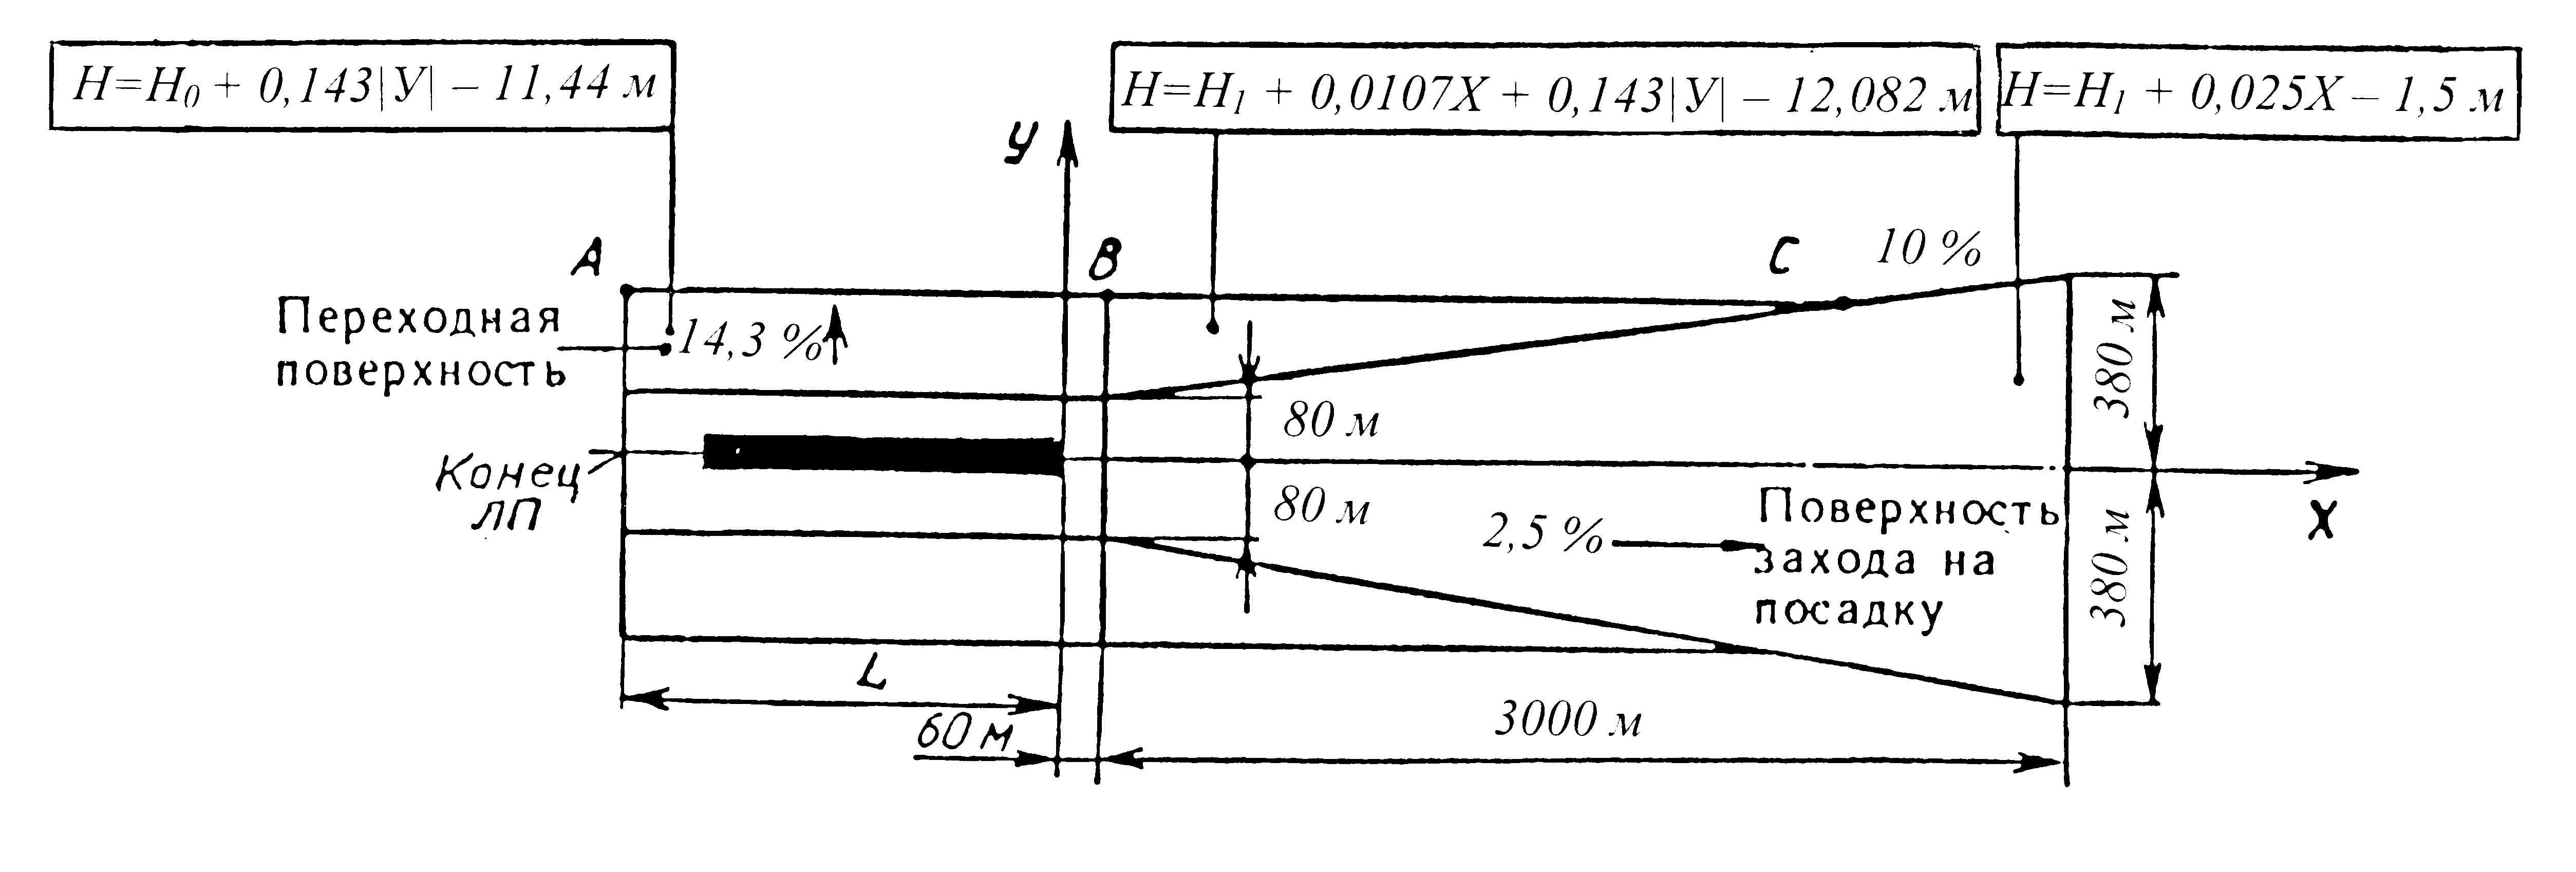 H=H₀ + 0,143|У| – 11,44 м
H=H₁ + 0,0107X + 0,143|У| – 12,082 м
H=H₁ + 0,025X – 1,5 м
У
А
В
С
10 %
Переходная
поверхность
14,3 %
380 м
80 м
Конец
ЛП
80 м
2,5 %
Поверхность
захода на
посадку
X
380 м
L
60 м
3000 м